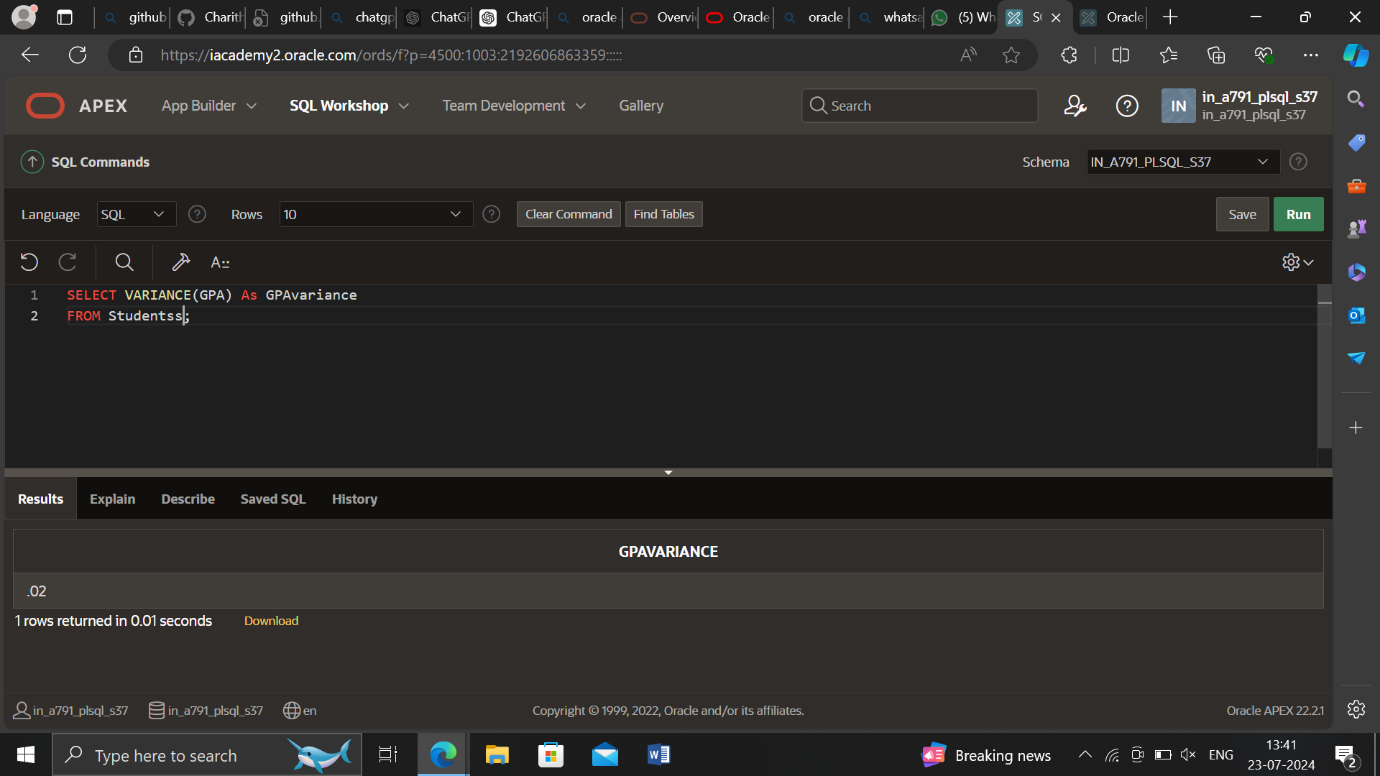 github
Charith
github
chatgp
ChatGP
ChatGP
oracle
Overvi
Oracle
oracle
whatsa
(5) Wh
Oracle
https://iacademy2.oracle.com/ords/f?p=4500:1003:2192606863359:::::
APEX
App Builder
SQL Workshop
Team Development
Gallery
Search
IN
in_a791_plsql_s37
in_a791_plsql_s37
SQL Commands
Schema
IN_A791_PLSQL_S37
Language
SQL
Rows
10
Clear Command
Find Tables
Save
Run
1 SELECT VARIANCE(GPA) As GPAvariance
2 FROM Studentss;
Results
Explain
Describe
Saved SQL
History
GPAVARIANCE
.02
1 rows returned in 0.01 seconds
Download
in_a791_plsql_s37
in_a791_plsql_s37
en
Copyright © 1999, 2022, Oracle and/or its affiliates.
Oracle APEX 22.2.1
Type here to search
Breaking news
ENG
13:41
23-07-2024
2